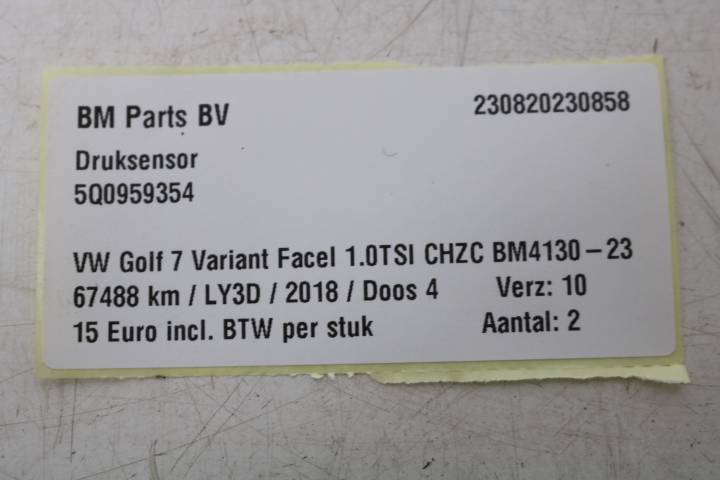 BM Parts BV 230820230858
Druksensor
5Q0959354
VW Golf 7 Variant Facel 1.0TSI CHZC BM4130-23
67488 km / LY3D / 2018 / Doos 4 Verz: 10
15 Euro incl. BTW per stuk Aantal: 2